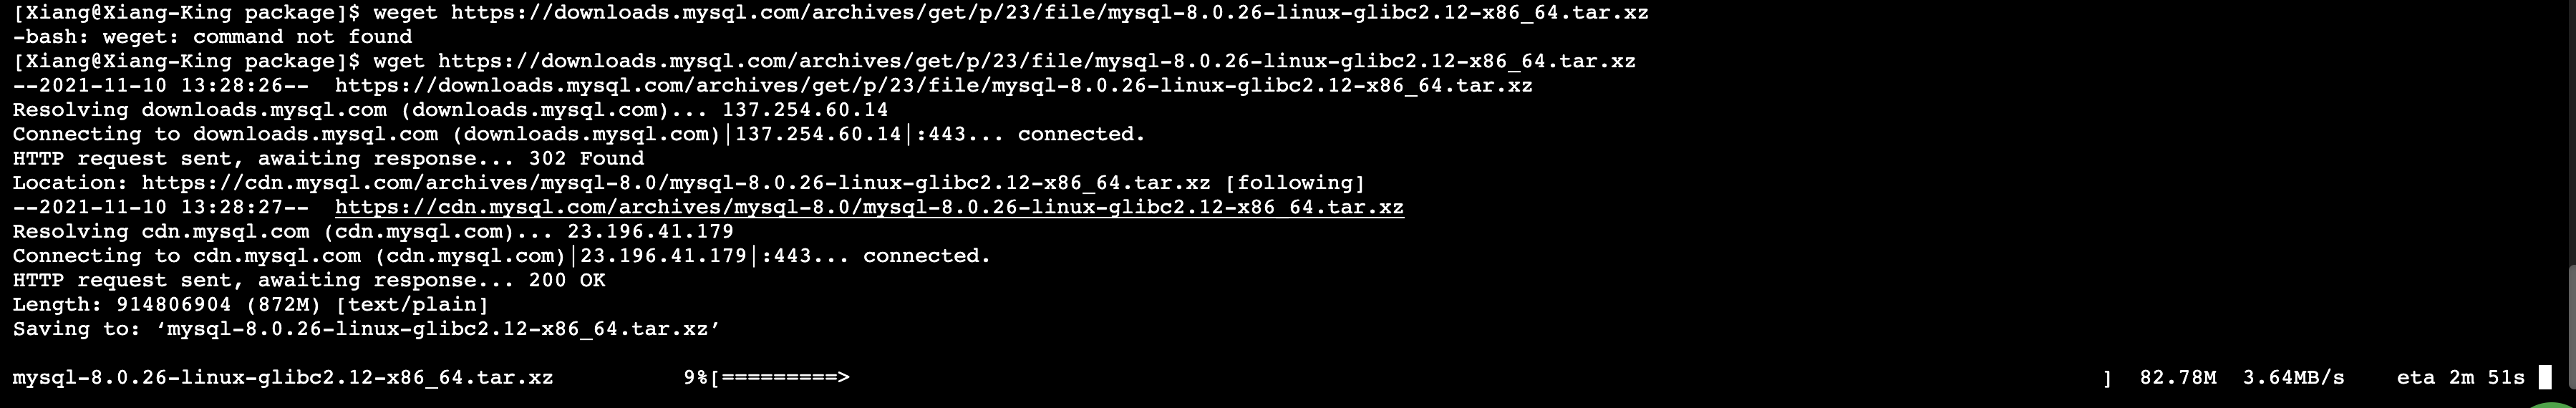 [Xiang@Xiang-King package]$ weget https://downloads.mysql.com/archives/get/p/23/file/mysql-8.0.26-linux-glibc2.12-x86_64.tar.xz
-bash: weget: command not found
[Xiang@Xiang-King package]$ wget https://downloads.mysql.com/archives/get/p/23/file/mysql-8.0.26-linux-glibc2.12-x86_64.tar.xz
--2021-11-10 13:28:26--  https://downloads.mysql.com/archives/get/p/23/file/mysql-8.0.26-linux-glibc2.12-x86_64.tar.xz
Resolving downloads.mysql.com (downloads.mysql.com)... 137.254.60.14
Connecting to downloads.mysql.com (downloads.mysql.com)|137.254.60.14|:443... connected.
HTTP request sent, awaiting response... 302 Found
Location: https://cdn.mysql.com/archives/mysql-8.0/mysql-8.0.26-linux-glibc2.12-x86_64.tar.xz [following]
--2021-11-10 13:28:27--  https://cdn.mysql.com/archives/mysql-8.0/mysql-8.0.26-linux-glibc2.12-x86_64.tar.xz
Resolving cdn.mysql.com (cdn.mysql.com)... 23.196.41.179
Connecting to cdn.mysql.com (cdn.mysql.com)|23.196.41.179|:443... connected.
HTTP request sent, awaiting response... 200 OK
Length: 914806904 (872M) [text/plain]
Saving to: ‘mysql-8.0.26-linux-glibc2.12-x86_64.tar.xz’
mysql-8.0.26-linux-glibc2.12-x86_64.tar.xz 9%[=========> ] 82.78M 3.64MB/s eta 2m 51s